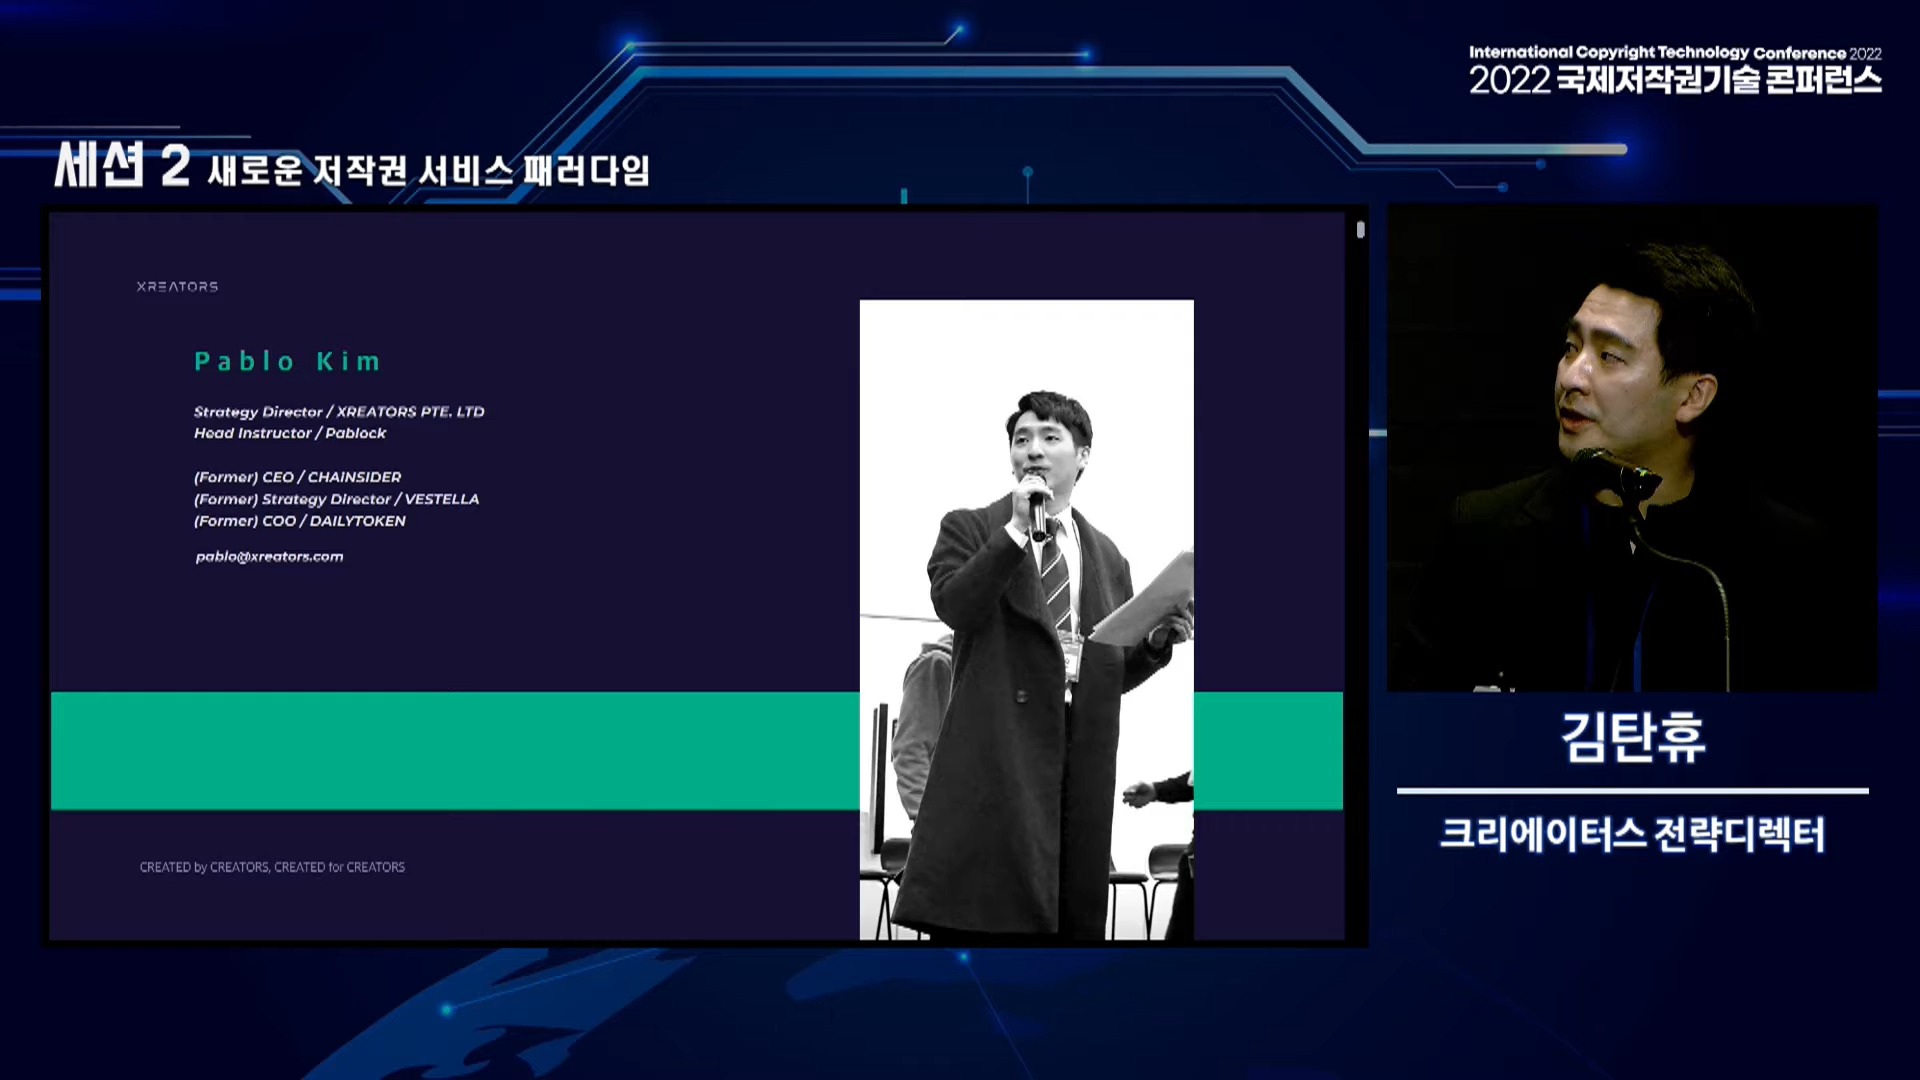 International Copyright Technology Conference 2022
2022 국제저작권기술 콘퍼런스
세션 2 새로운 저작권 서비스 패러다임
XREATORS
Pablo Kim
Strategy Director / XREATORS PTE. LTD
Head Instructor / Pablock
(Former) CEO / CHAINSIDER
(Former) Strategy Director / VESTELLA
(Former) COO / DAILYTOKEN
pablo@xreators.com
CREATED by CREATORS, CREATED for CREATORS
김탄휴
크리에이터스 전략디렉터